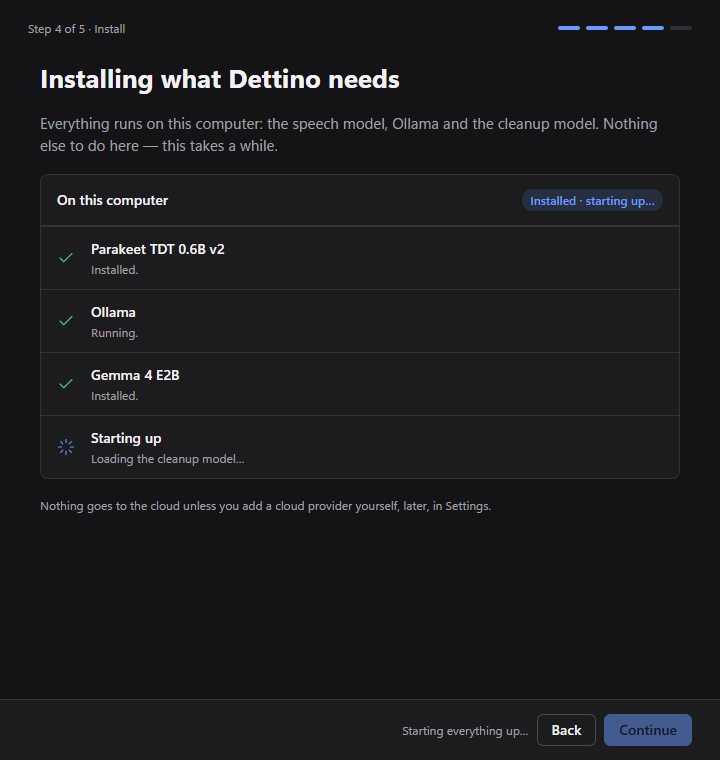 Step 4 of 5 · Install
Installing what Dettino needs
Everything runs on this computer: the speech model, Ollama and the cleanup model. Nothing
else to do here — this takes a while.
On this computer
Installed · starting up...
Parakeet TDT 0.6B v2
Installed.
Ollama
Running.
Gemma 4 E2B
Installed.
Starting up
Loading the cleanup model...
Nothing goes to the cloud unless you add a cloud provider yourself, later, in Settings.
Starting everything up...
Back
Continue